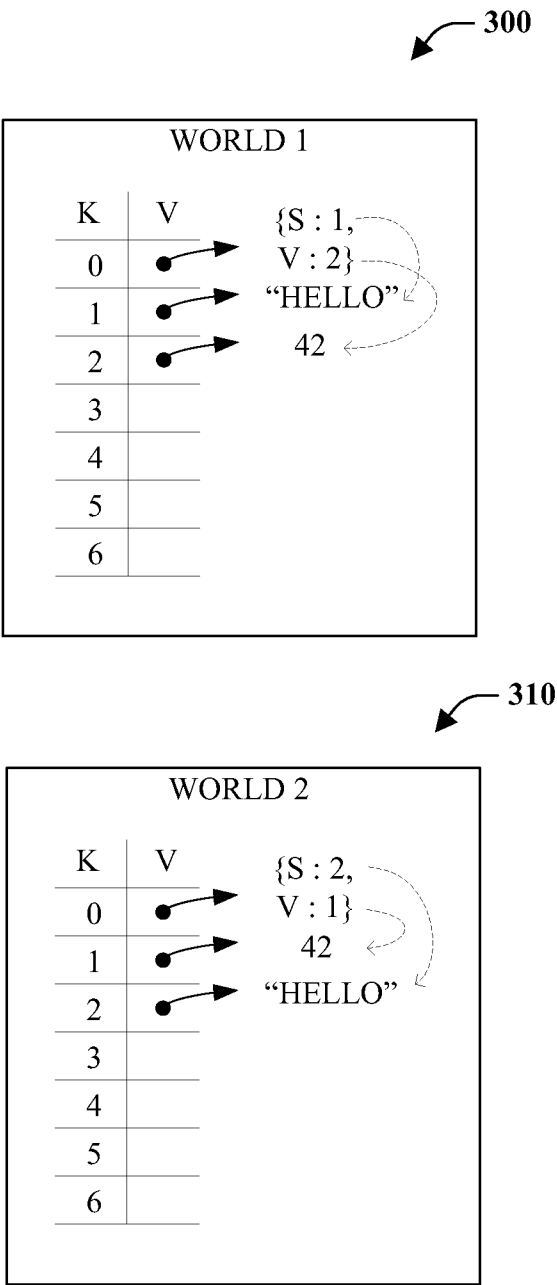 300
WORLD 1
K V
{S : 1,
0 V : 2}
1 “HELLO”
2 42
3
4
5
6
310
WORLD 2
K V
{S : 2,
0 V : 1}
1 42
2 “HELLO”
3
4
5
6